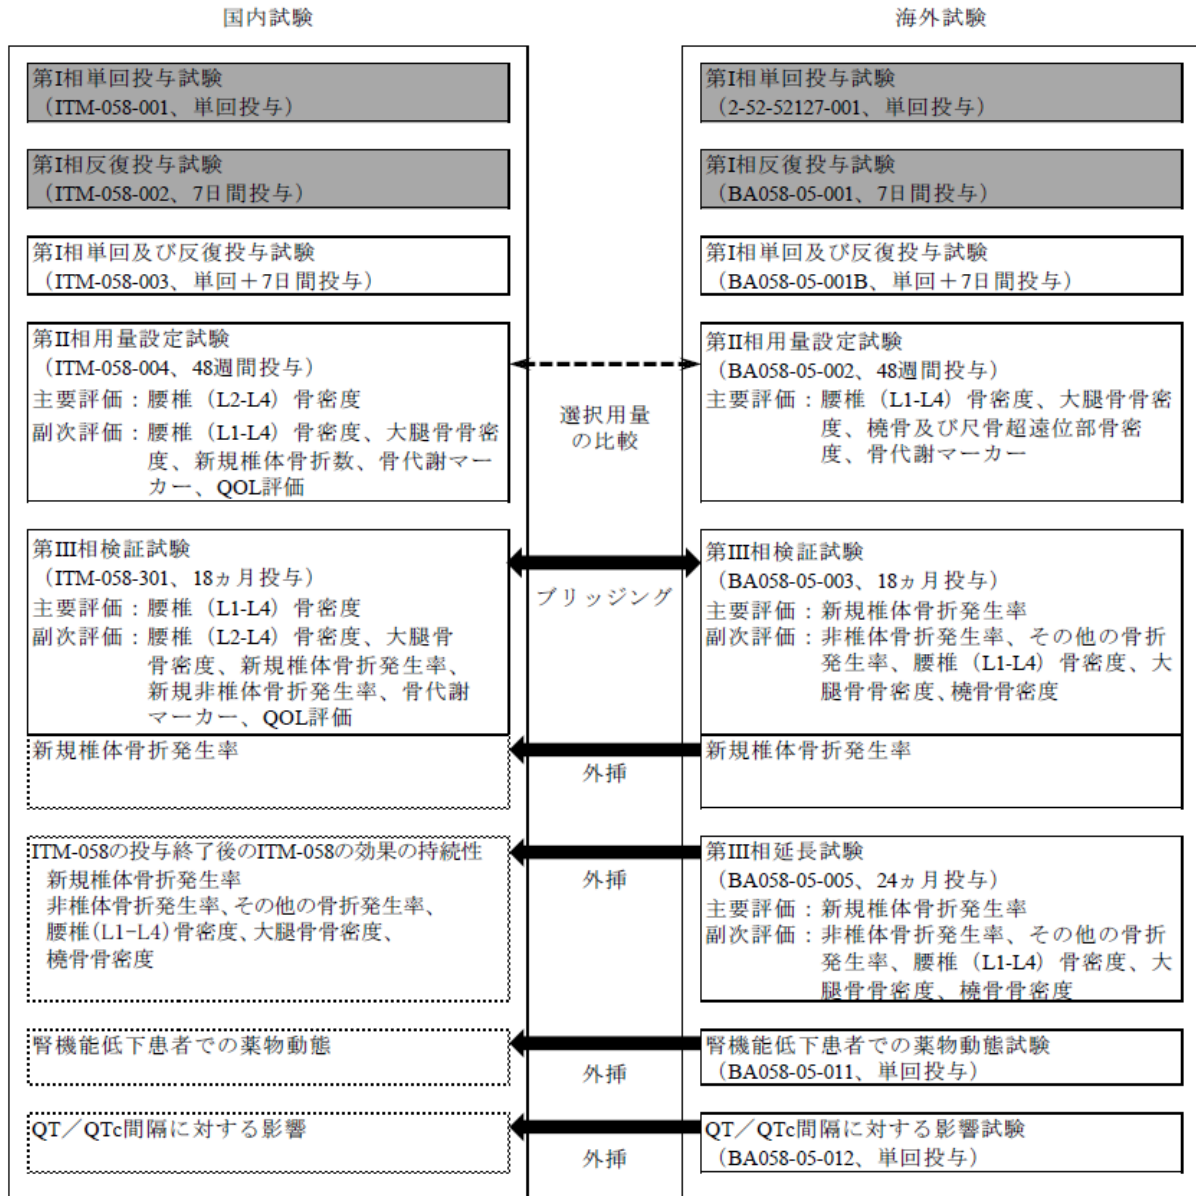 国内試験
海外試験
第I相単回投与試験
（ITM-058-001、単回投与）
第I相反復投与試験
（ITM-058-002、7日間投与）
第I相単回及び反復投与試験
（ITM-058-003、単回＋7日間投与）
第II相用量設定試験
（ITM-058-004、48週間投与）
主要評価：腰椎（L2-L4）骨密度
副次評価：腰椎（L1-L4）骨密度、大腿骨骨密
度、新規椎体骨折数、骨代謝マー
カー、QOL評価
第III相検証試験
（ITM-058-301、18ヵ月投与）
主要評価：腰椎（L1-L4）骨密度
副次評価：腰椎（L2-L4）骨密度、大腿骨
骨密度、新規椎体骨折発生率、
新規非椎体骨折発生率、骨代謝
マーカー、QOL評価
新規椎体骨折発生率
ITM-058の投与終了後のITM-058の効果の持続性
新規椎体骨折発生率
非椎体骨折発生率、その他の骨折発生率、
腰椎(L1-L4)骨密度、大腿骨骨密度、
橈骨骨密度
腎機能低下患者での薬物動態
QT／QTc間隔に対する影響
選択用量
の比較
ブリッジング
外挿
外挿
外挿
外挿
第I相単回投与試験
（2-52-52127-001、単回投与）
第I相反復投与試験
（BA058-05-001、7日間投与）
第I相単回及び反復投与試験
（BA058-05-001B、単回＋7日間投与）
第II相用量設定試験
（BA058-05-002、48週間投与）
主要評価：腰椎（L1-L4）骨密度、大腿骨骨密
度、橈骨及び尺骨超遠位部骨密
度、骨代謝マーカー
第III相検証試験
（BA058-05-003、18ヵ月投与）
主要評価：新規椎体骨折発生率
副次評価：非椎体骨折発生率、その他の骨折
発生率、腰椎（L1-L4）骨密度、大
腿骨骨密度、橈骨骨密度
新規椎体骨折発生率
第III相延長試験
（BA058-05-005、24ヵ月投与）
主要評価：新規椎体骨折発生率
副次評価：非椎体骨折発生率、その他の骨折
発生率、腰椎（L1-L4）骨密度、大
腿骨骨密度、橈骨骨密度
腎機能低下患者での薬物動態試験
（BA058-05-011、単回投与）
QT／QTc間隔に対する影響試験
（BA058-05-012、単回投与）